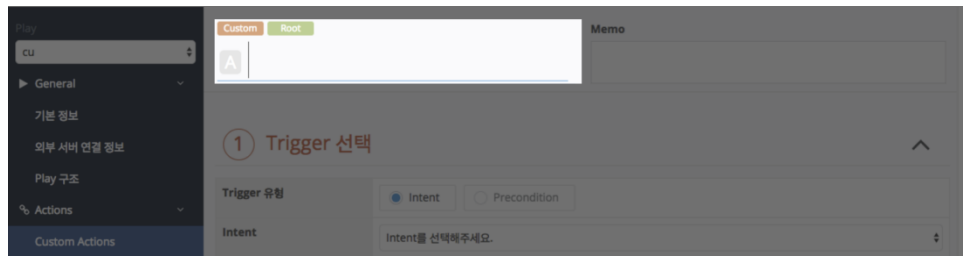 Play
cu
General
기본 정보
외부 서버 연결 정보
Play 구조
Actions
Custom Actions
Custom Root
A
Memo
1 Trigger 선택
Trigger 유형
Intent Precondition
Intent
Intent를 선택해주세요.